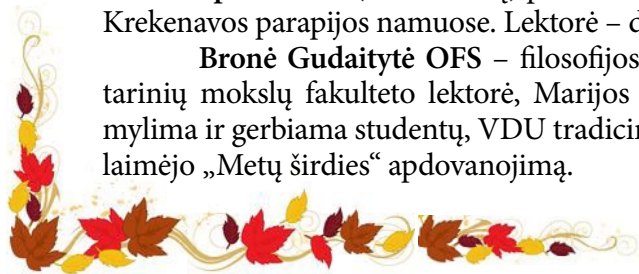 Krekenavos parapijos namuose. Lektorė –
Bronė Gudaitytė OFS – filosofijos
tarinių mokslų fakulteto lektorė, Marijos
mylima ir gerbiama studentų, VDU
laimėjo „Metų širdies“ apdovanojimą.